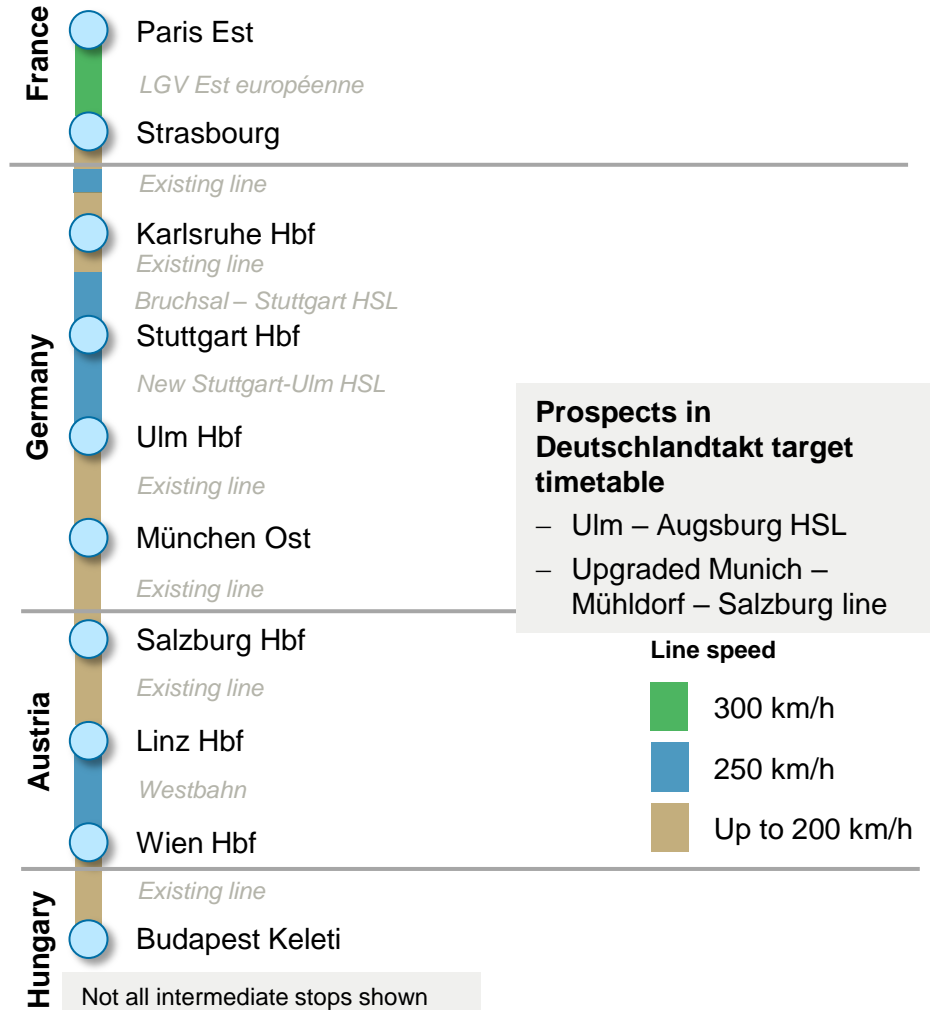 France
Paris Est
LGV Est européenne
Strasbourg
Germany
Existing line
Karlsruhe Hbf
Existing line
Bruchsal – Stuttgart HSL
Stuttgart Hbf
New Stuttgart-Ulm HSL
Ulm Hbf
Existing line
München Ost
Existing line
Prospects in
Deutschlandtakt target
timetable
– Ulm – Augsburg HSL
– Upgraded Munich –
Mühldorf – Salzburg line
Austria
Salzburg Hbf
Existing line
Linz Hbf
Westbahn
Wien Hbf
Line speed
300 km/h
250 km/h
Up to 200 km/h
Hungary
Existing line
Budapest Keleti
Not all intermediate stops shown